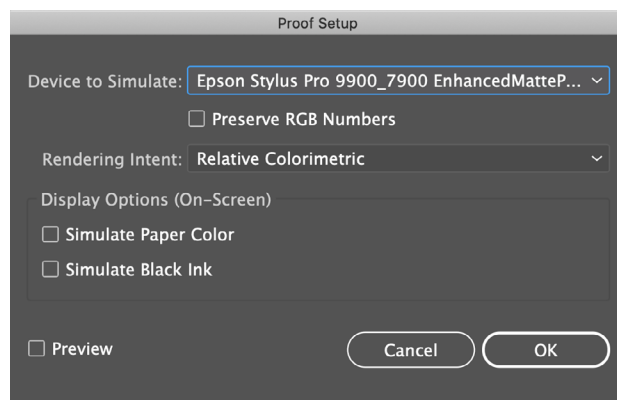 Proof Setup
Device to Simulate: Epson Stylus Pro 9900_7900 EnhancedMatteP...
Preserve RGB Numbers
Rendering Intent: Relative Colorimetric
Display Options (On-Screen)
Simulate Paper Color
Simulate Black Ink
Preview Cancel OK